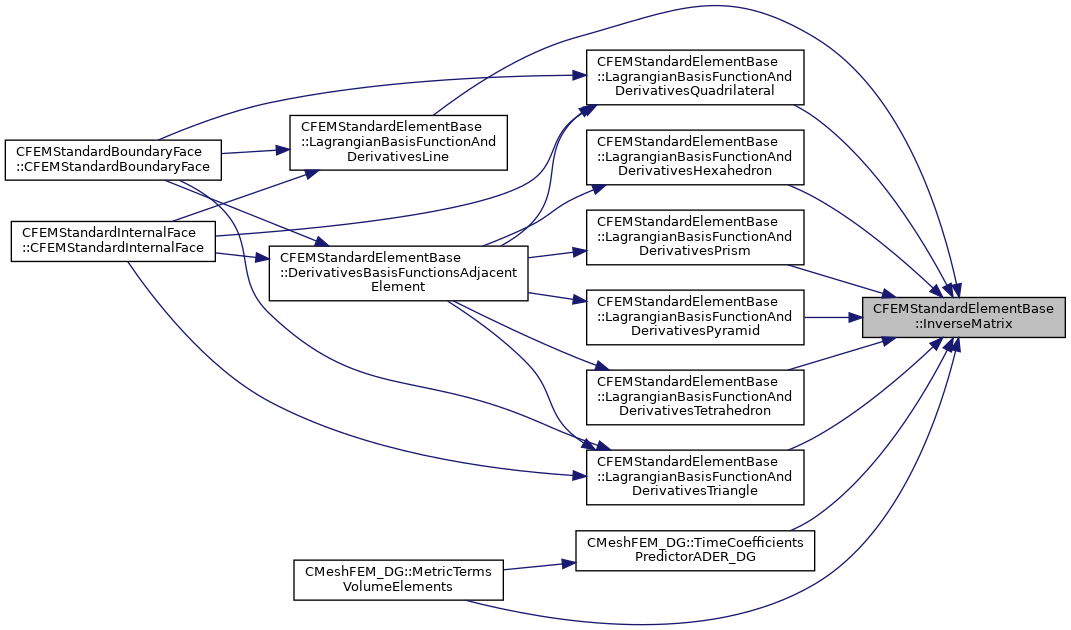 CFEMStandardElementBase
::LagrangianBasisFunctionAnd
DerivativesQuadrilateral
CFEMStandardElementBase
::LagrangianBasisFunctionAnd
DerivativesLine
CFEMStandardBoundaryFace
::CFEMStandardBoundaryFace
CFEMStandardElementBase
::LagrangianBasisFunctionAnd
DerivativesHexahedron
CFEMStandardInternalFace
::CFEMStandardInternalFace
CFEMStandardElementBase
::LagrangianBasisFunctionAnd
DerivativesPrism
CFEMStandardElementBase
::DerivativesBasisFunctionsAdjacent
Element
CFEMStandardElementBase
::LagrangianBasisFunctionAnd
DerivativesPyramid
CFEMStandardElementBase
::InverseMatrix
CFEMStandardElementBase
::LagrangianBasisFunctionAnd
DerivativesTetrahedron
CFEMStandardElementBase
::LagrangianBasisFunctionAnd
DerivativesTriangle
CMeshFEM_DG::TimeCoefficients
PredictorADER_DG
CMeshFEM_DG::MetricTerms
VolumeElements